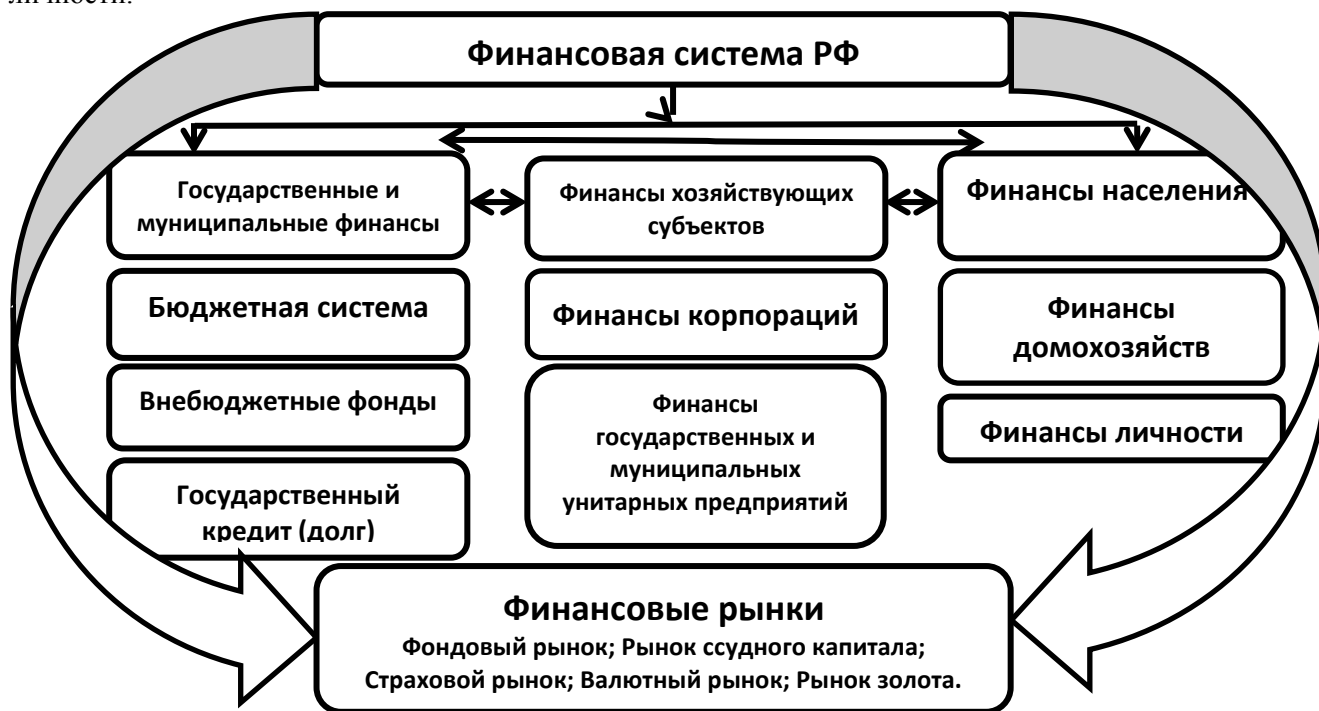 личности.
Финансовая система РФ
Государственные и
муниципальные финансы
Финансы хозяйствующих
субъектов
Финансы населения
Бюджетная система
Финансы корпораций
Финансы
домохозяйств
Внебюджетные фонды
Финансы
государственных и
муниципальных
унитарных предприятий
Финансы личности
Государственный
кредит (долг)
Финансовые рынки
Фондовый рынок; Рынок ссудного капитала;
Страховой рынок; Валютный рынок; Рынок золота.